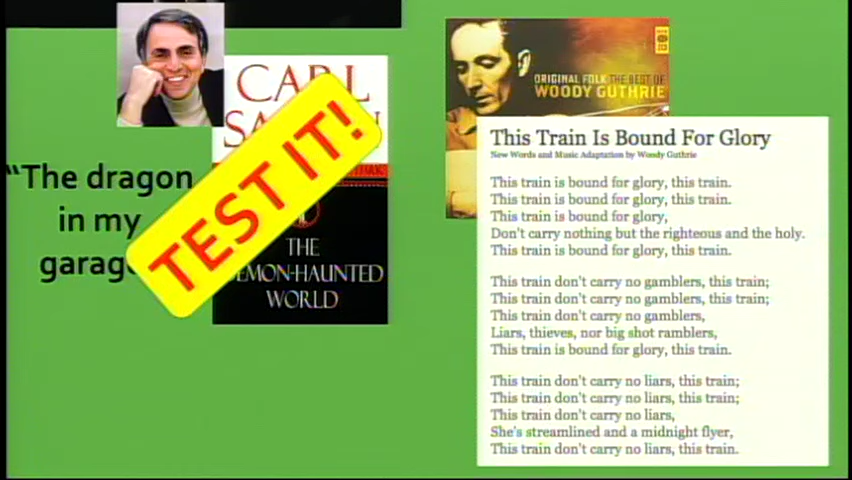 CARL
“The dragon
in my
TEST IT!
THE
WORLD
ORIGINAL FOLK THE BEST OF
WOODY GUTHRIE
This Train Is Bound For Glory
New Words and Music Adaptation by Woody Guthrie
This train is bound for glory, this train.
This train is bound for glory, this train.
This train is bound for glory,
Don't carry nothing but the righteous and the holy.
This train is bound for glory, this train.
This train don't carry no gamblers, this train;
This train don't carry no gamblers, this train;
This train don't carry no gamblers,
Liars, thieves, nor big shot ramblers,
This train is bound for glory, this train.
This train don't carry no liars, this train;
This train don't carry no liars, this train;
This train don't carry no liars,
She's streamlined and a midnight flyer,
This train don't carry no liars, this train.